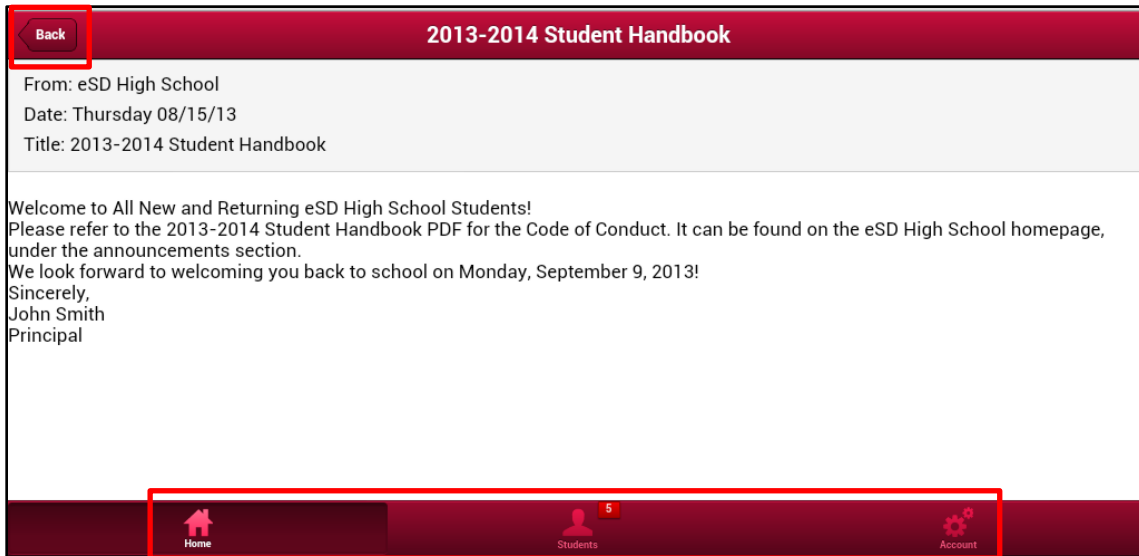 Back
2013-2014 Student Handbook
From: eSD High School
Date: Thursday 08/15/13
Title: 2013-2014 Student Handbook
Welcome to All New and Returning eSD High School Students!
Please refer to the 2013-2014 Student Handbook PDF for the Code of Conduct. It can be found on the eSD High School homepage,
under the announcements section.
We look forward to welcoming you back to school on Monday, September 9, 2013!
Sincerely,
John Smith
Principal
5
Home
Students
Account